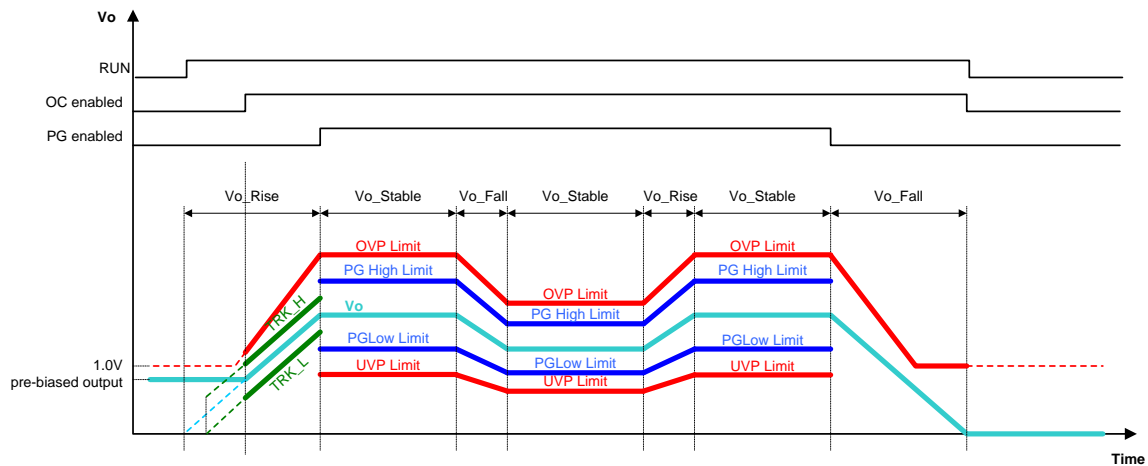 Vo
RUN
OC enabled
PG enabled
Vo_Rise Vo_Stable Vo_Fall Vo_Stable Vo_Rise Vo_Stable Vo_Fall
OVP Limit OVP Limit
PG High Limit PG High Limit
OVP Limit
TRK_H Vo PG High Limit
PGLow Limit PGLow Limit
1.0V UVP Limit PGLow Limit UVP Limit
pre-biased output TRK_L UVP Limit
Time